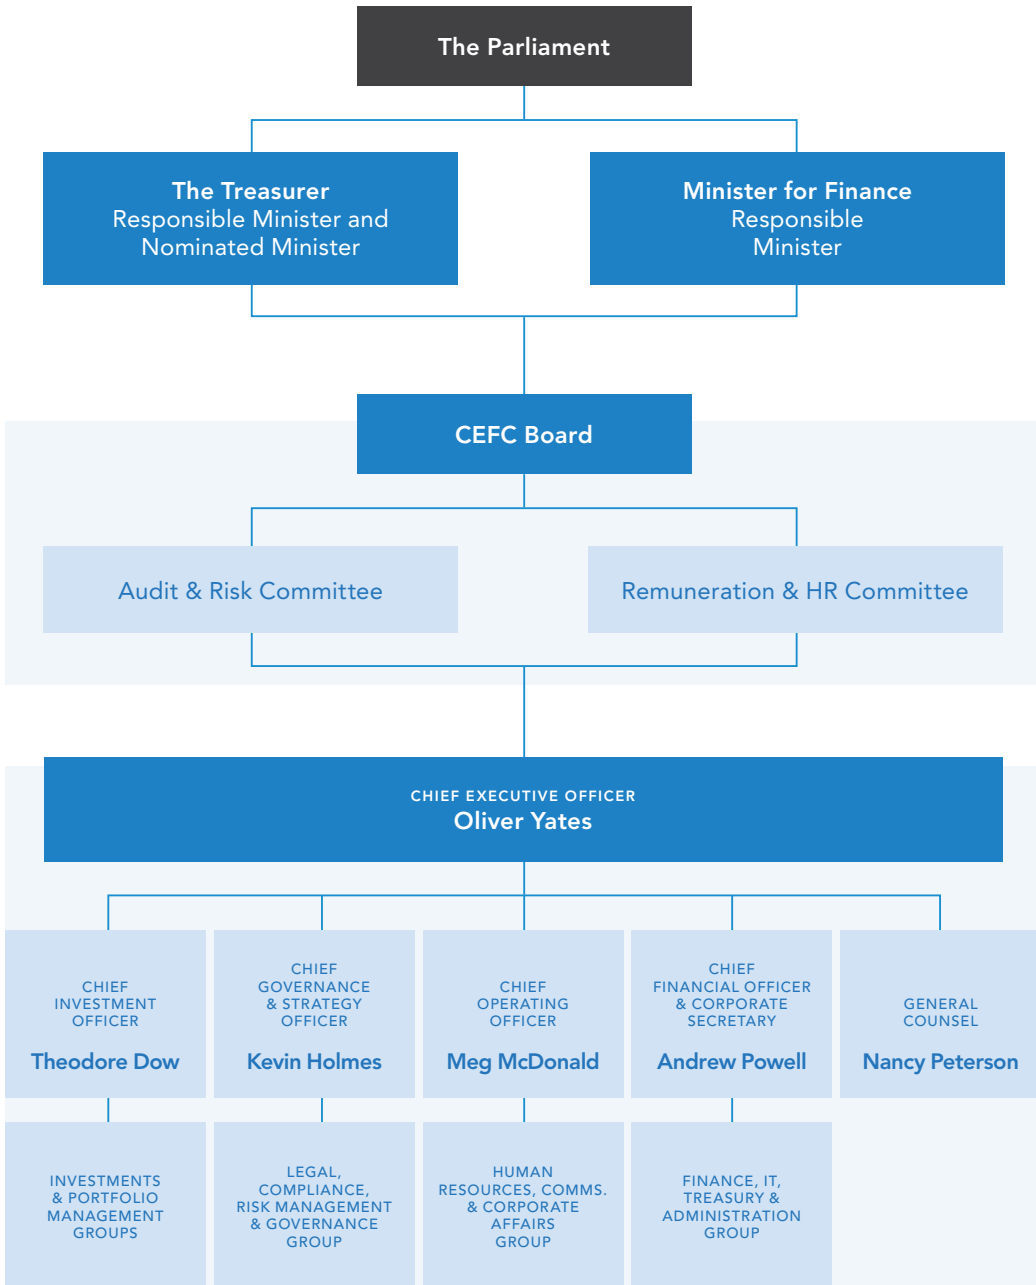 The Parliament
The Treasurer
Responsible Minister and
Nominated Minister
Minister for Finance
Responsible
Minister
CEFC Board
Audit & Risk Committee
Remuneration & HR Committee
CHIEF EXECUTIVE OFFICER
Oliver Yates
CHIEF
INVESTMENT
OFFICER
Theodore Dow
CHIEF
GOVERNANCE
& STRATEGY
OFFICER
Kevin Holmes
CHIEF
OPERATING
OFFICER
Meg McDonald
CHIEF
FINANCIAL OFFICER
& CORPORATE
SECRETARY
Andrew Powell
GENERAL
COUNSEL
Nancy Peterson
INVESTMENTS
& PORTFOLIO
MANAGEMENT
GROUPS
LEGAL,
COMPLIANCE,
RISK MANAGEMENT
& GOVERNANCE
GROUP
HUMAN
RESOURCES, COMMS.
& CORPORATE
AFFAIRS
GROUP
FINANCE, IT,
TREASURY &
ADMINISTRATION
GROUP